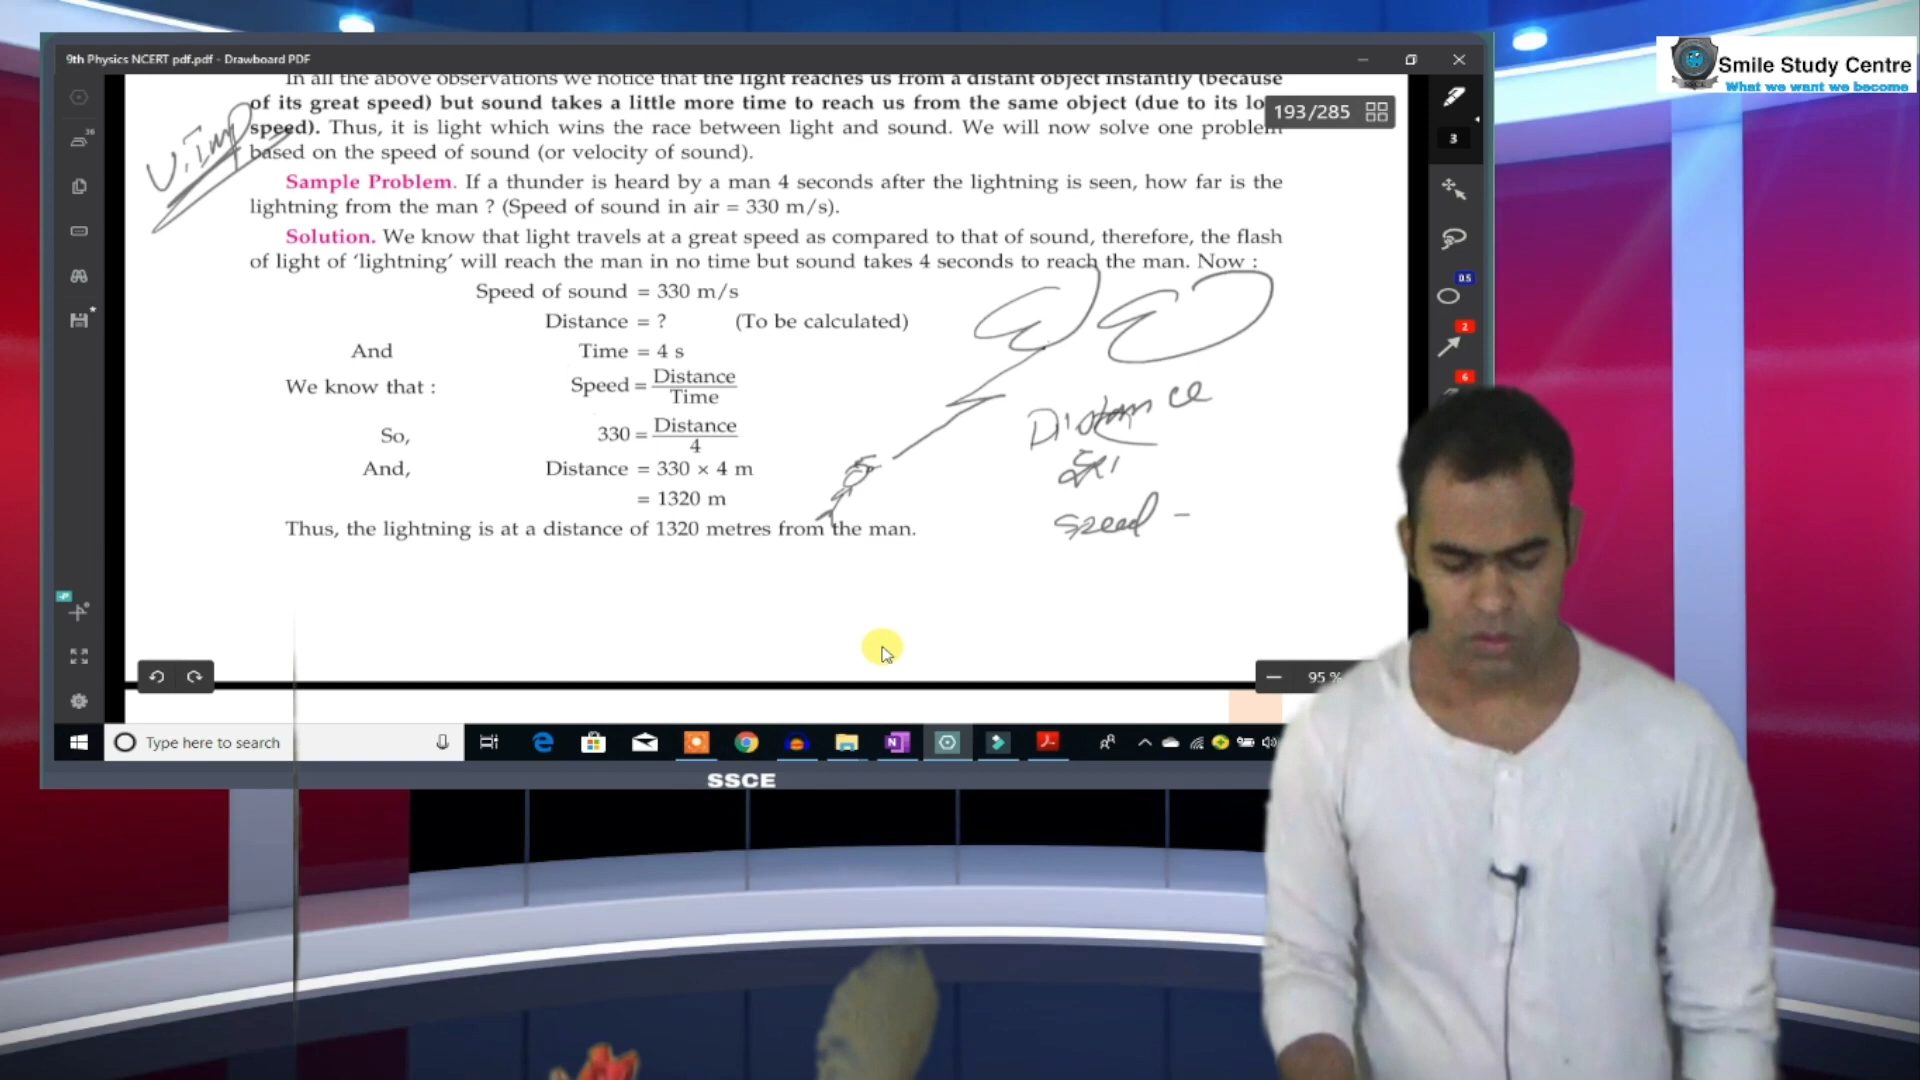 9th Physics NCERT pdf.pdf - Drawboard PDF
Smile Study Centre
What we want we become
In all the above observations we notice that the light reaches us from a distant object instantly (because
of its great speed) but sound takes a little more time to reach us from the same object (due to its lo
193/285
speed). Thus, it is light which wins the race between light and sound. We will now solve one problem
based on the speed of sound (or velocity of sound).
V. Imp
Sample Problem. If a thunder is heard by a man 4 seconds after the lightning is seen, how far is the
lightning from the man ? (Speed of sound in air = 330 m/s).
Solution. We know that light travels at a great speed as compared to that of sound, therefore, the flash
of light of ‘lightning’ will reach the man in no time but sound takes 4 seconds to reach the man. Now :
Speed of sound = 330 m/s
Distance = ? (To be calculated)
And Time = 4 s
We know that : Speed = Distance
Time
So, 330 = Distance
4
And, Distance = 330 × 4 m
= 1320 m
Thus, the lightning is at a distance of 1320 metres from the man.
Distance
speed -
36
3
0.5
2
6
95 %
Type here to search
SSCE